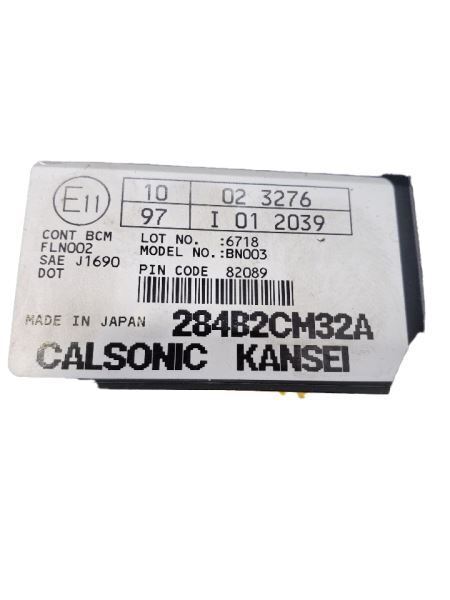 E11
10 02 3276
97 I 01 2039
CONT BCM
FLN002
SAE J1690
DOT
LOT NO. :6718
MODEL NO.:BN003
PIN CODE 82089
MADE IN JAPAN 284B2CM32A
CALSONIC KANSEI